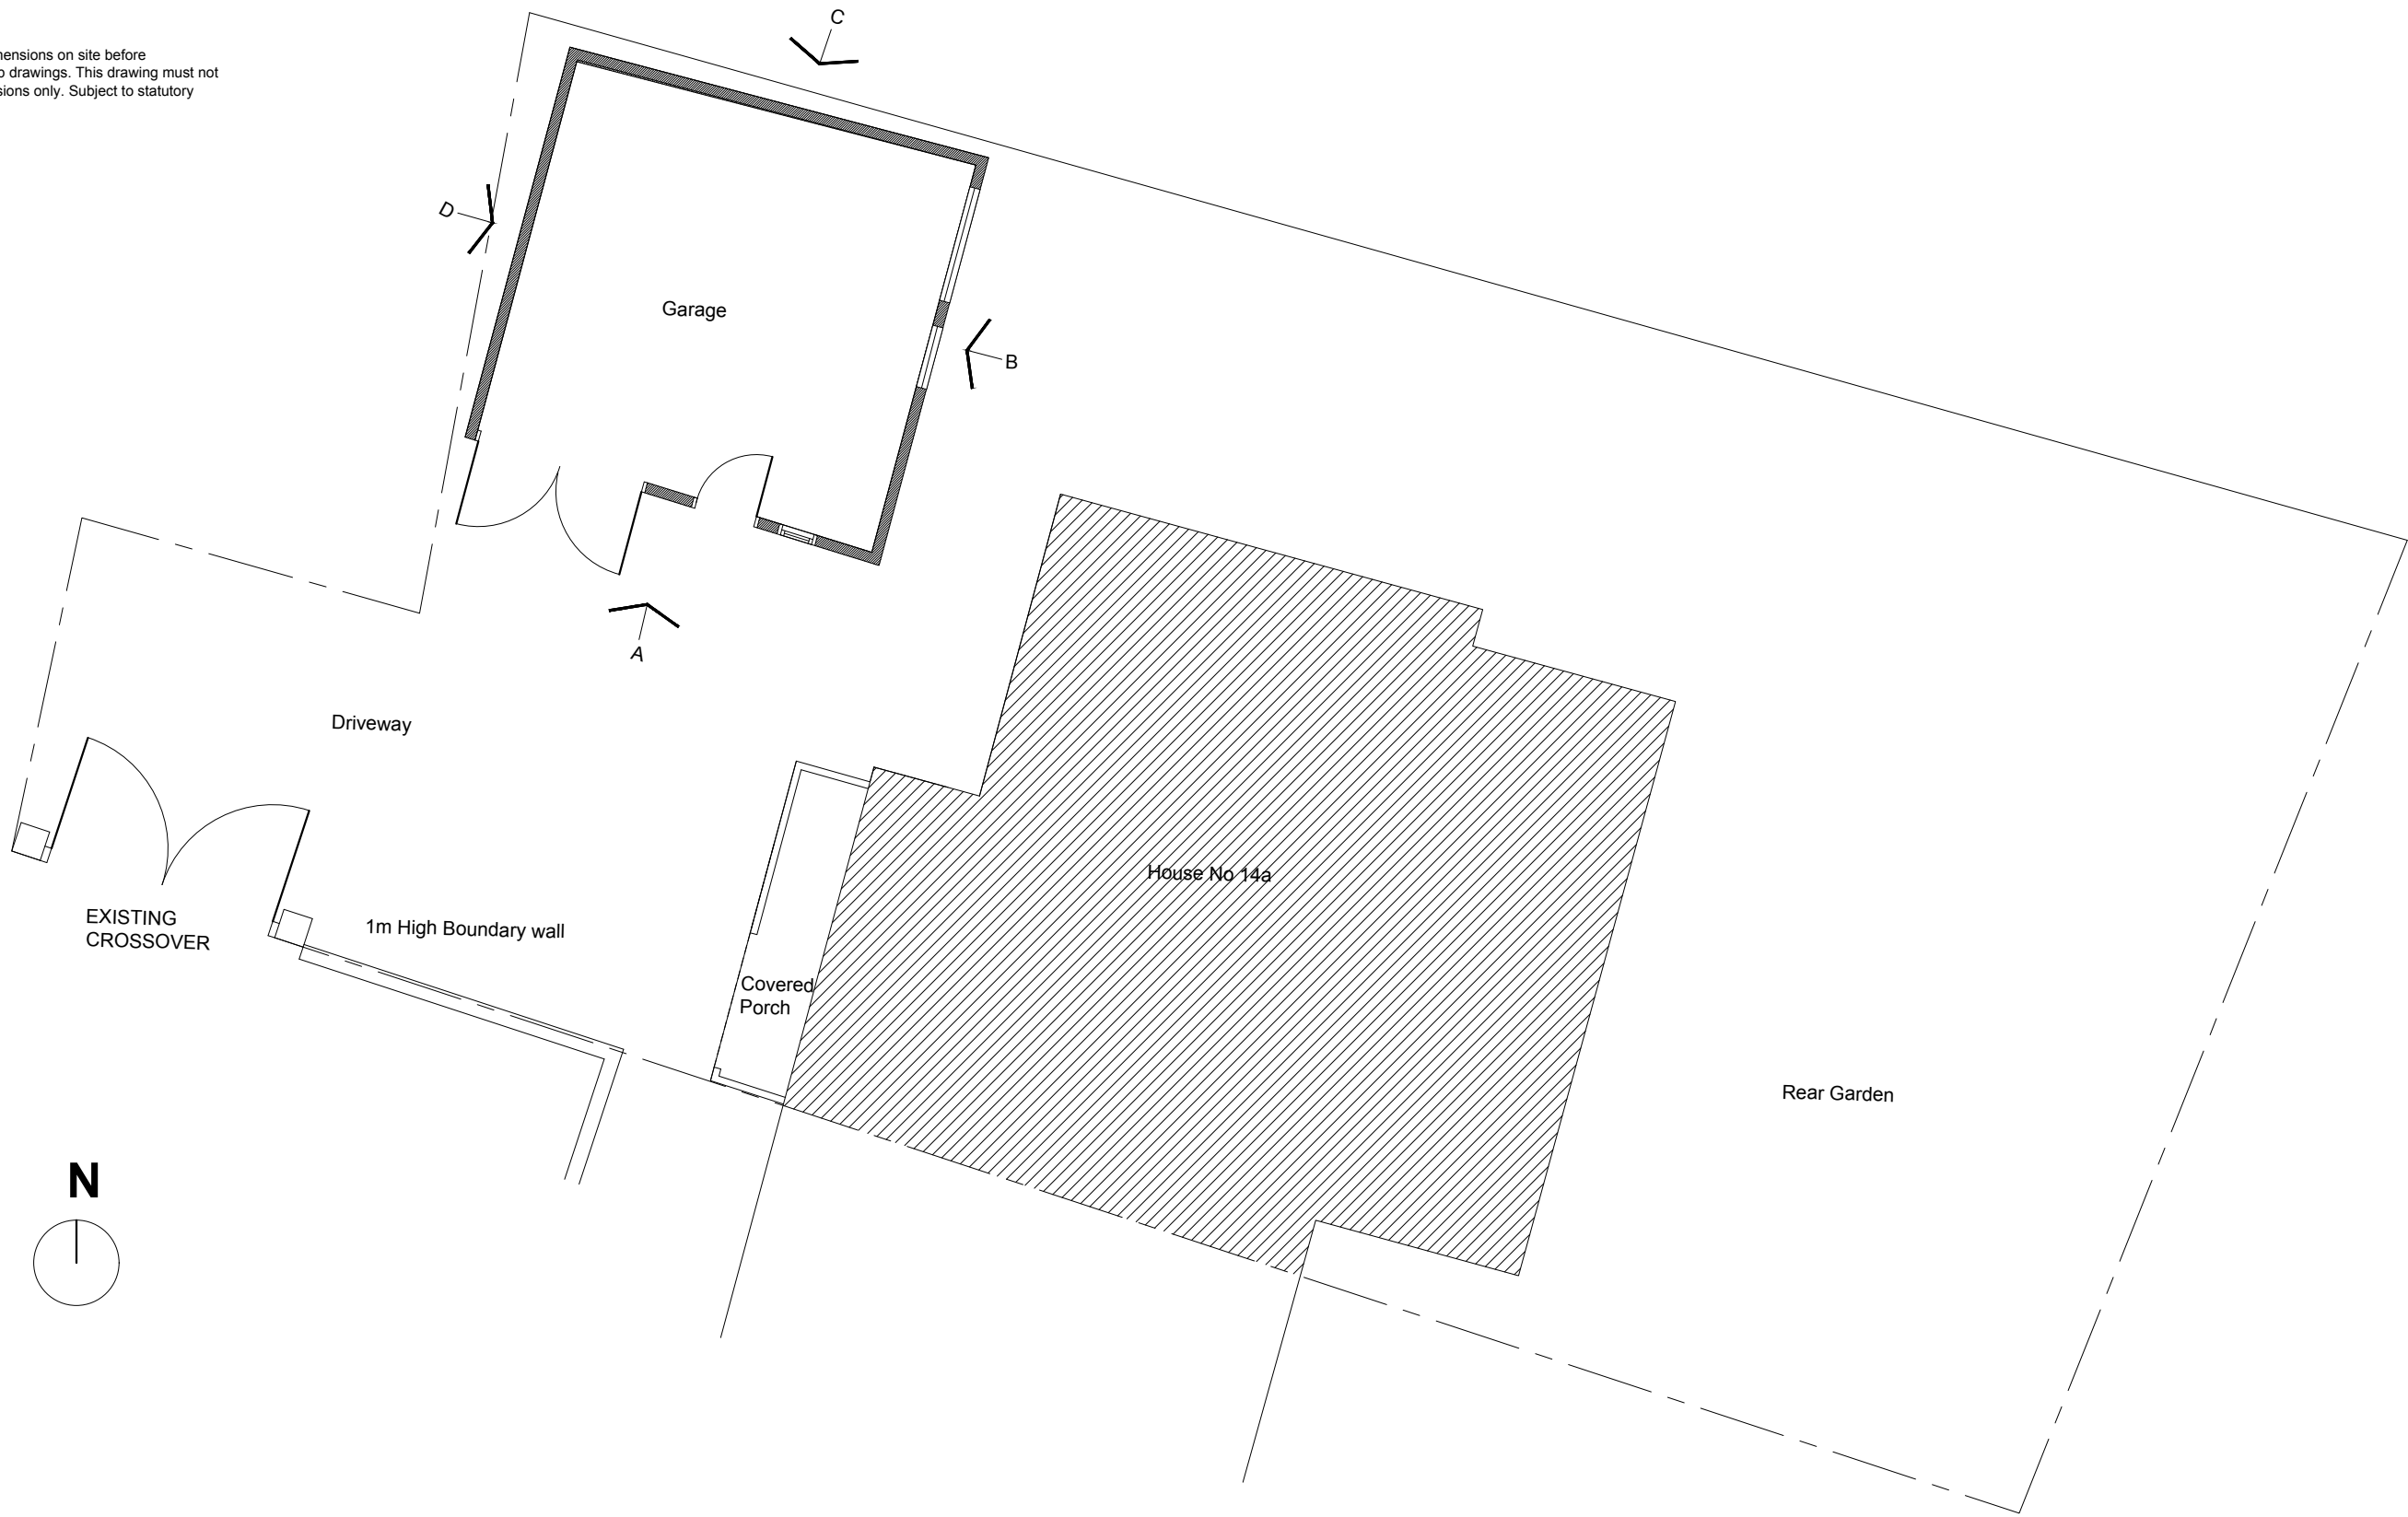 ensions on site before
drawings. This drawing must not
sions only. Subject to statutory
C
D
Garage
B
A
Driveway
House No 14a
EXISTING
CROSSOVER
1m High Boundary wall
Covered
Porch
Rear Garden
N